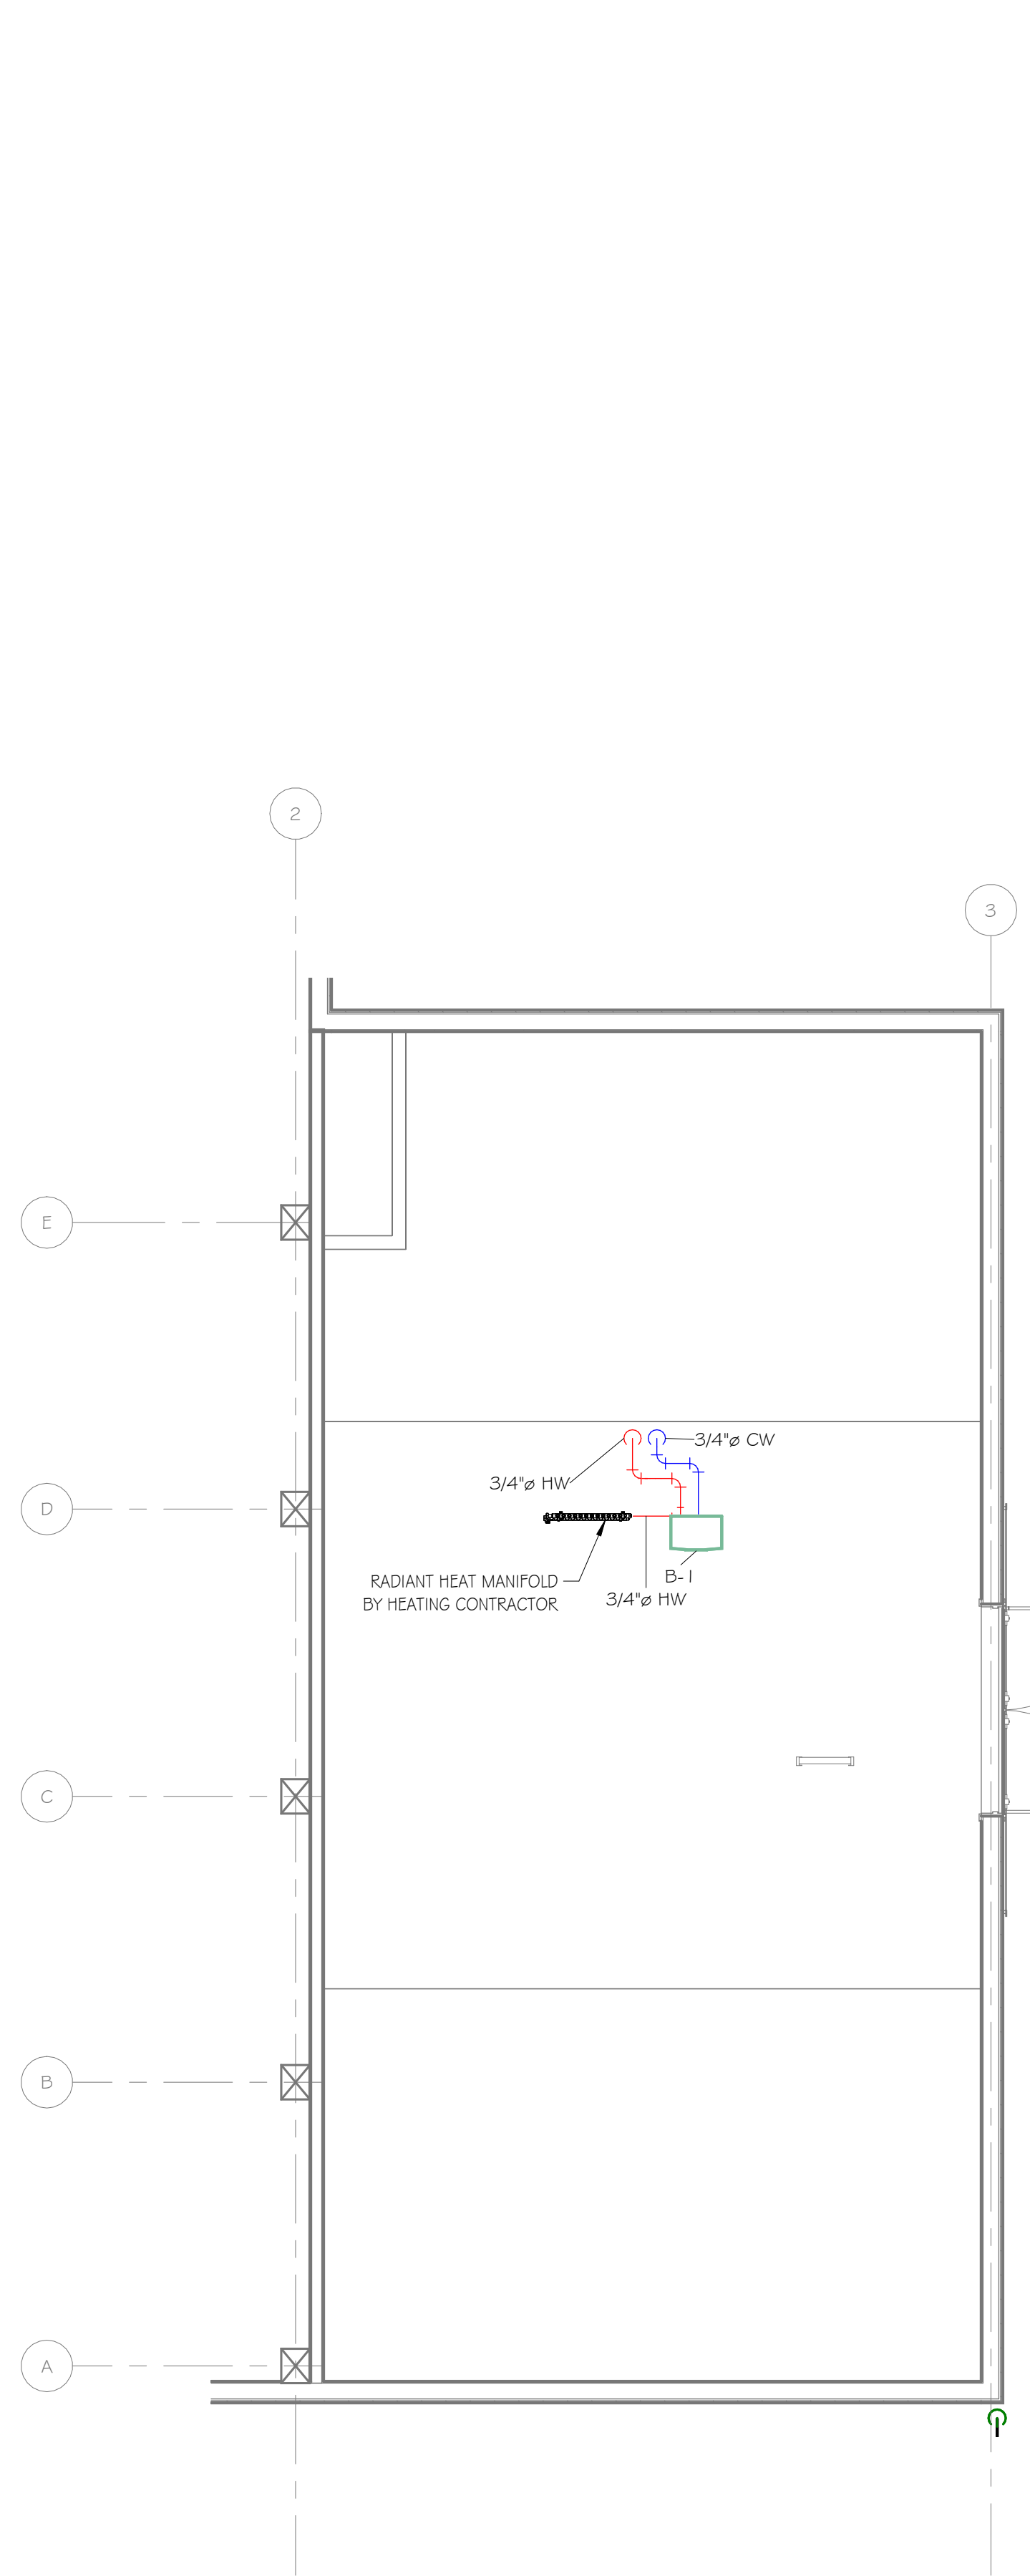 2
3
E
3/4"ø CW
3/4"ø HW
D
B-1
RADIANT HEAT MANIFOLD
BY HEATING CONTRACTOR
3/4"ø HW
C
B
A